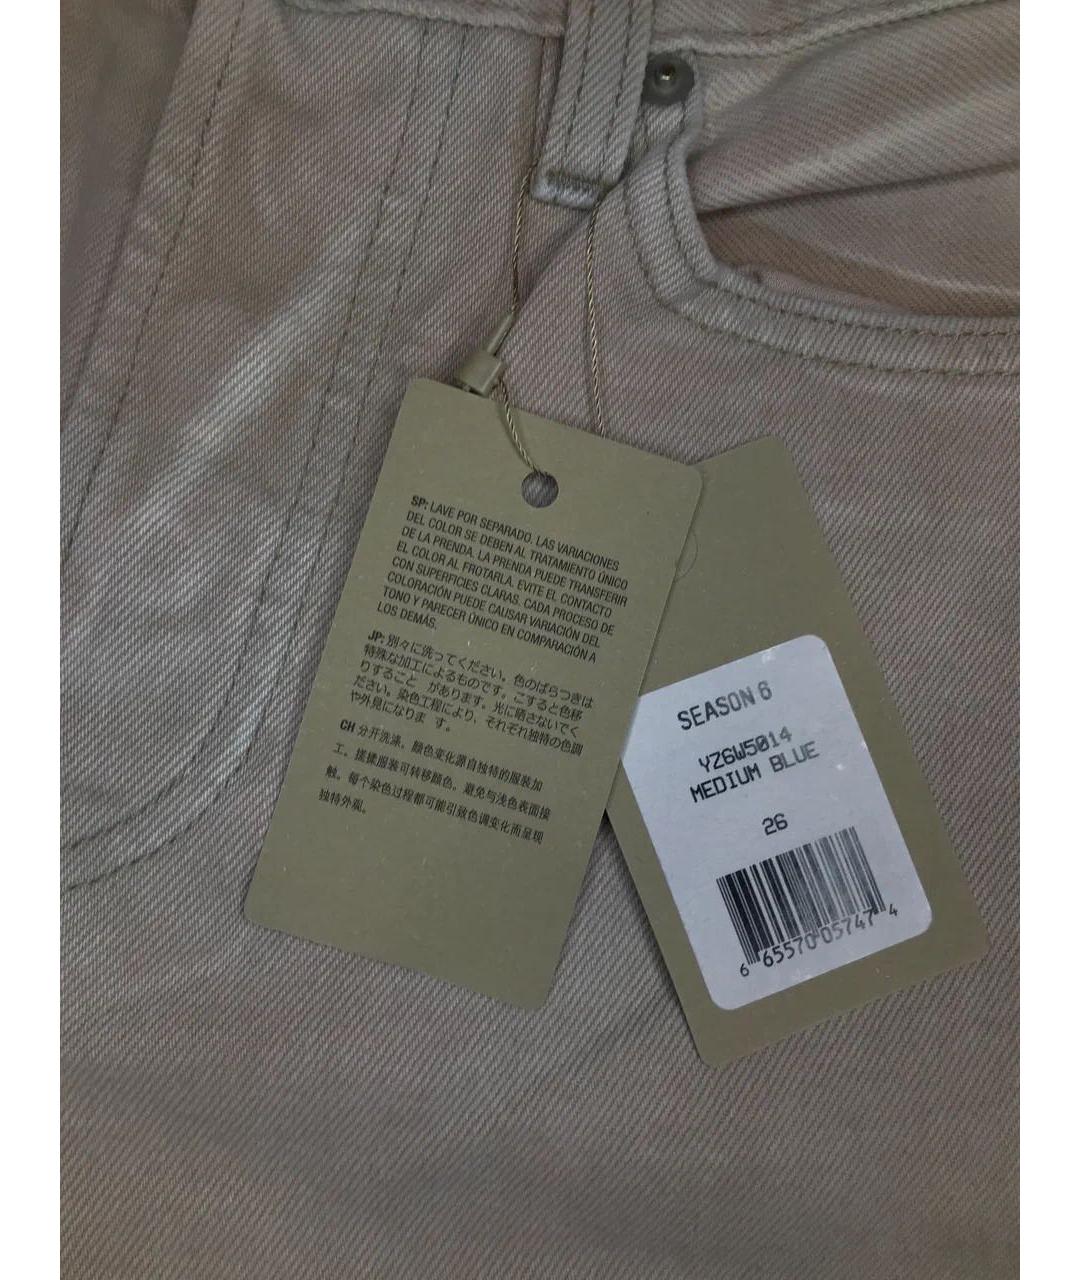 SP: LAVE POR SEPARADO. LAS VARIACIONES
DEL COLOR SE DEBEN AL TRATAMIENTO ÚNICO
DE LA PRENDA. LA PRENDA PUEDE TRANSFERIR
EL COLOR AL FROTARLA. EVITE EL CONTACTO
CON SUPERFICIES CLARAS. CADA PROCESO DE
COLORACIÓN PUEDE CAUSAR VARIACIÓN DEL
TONO Y PARECER ÚNICO EN COMPARACIÓN A
LOS DEMÁS.
JP: 別々に洗ってください。色のばらつきは
特殊な加工によるものです。こすると色移
りすること が あります。光に晒さないでく
ださい。染色工程により、それぞれ独特の色調
や外見になりま す。
CH 分开洗涤。颜色变化源自独特的服装加
工。搓揉服装可转移颜色。避免与浅色表面接
触。每个染色过程都可能引致色调变化而呈现
独特外观。
SEASON 6
YZ6W5014
MEDIUM BLUE
26
6 65570 05747 4